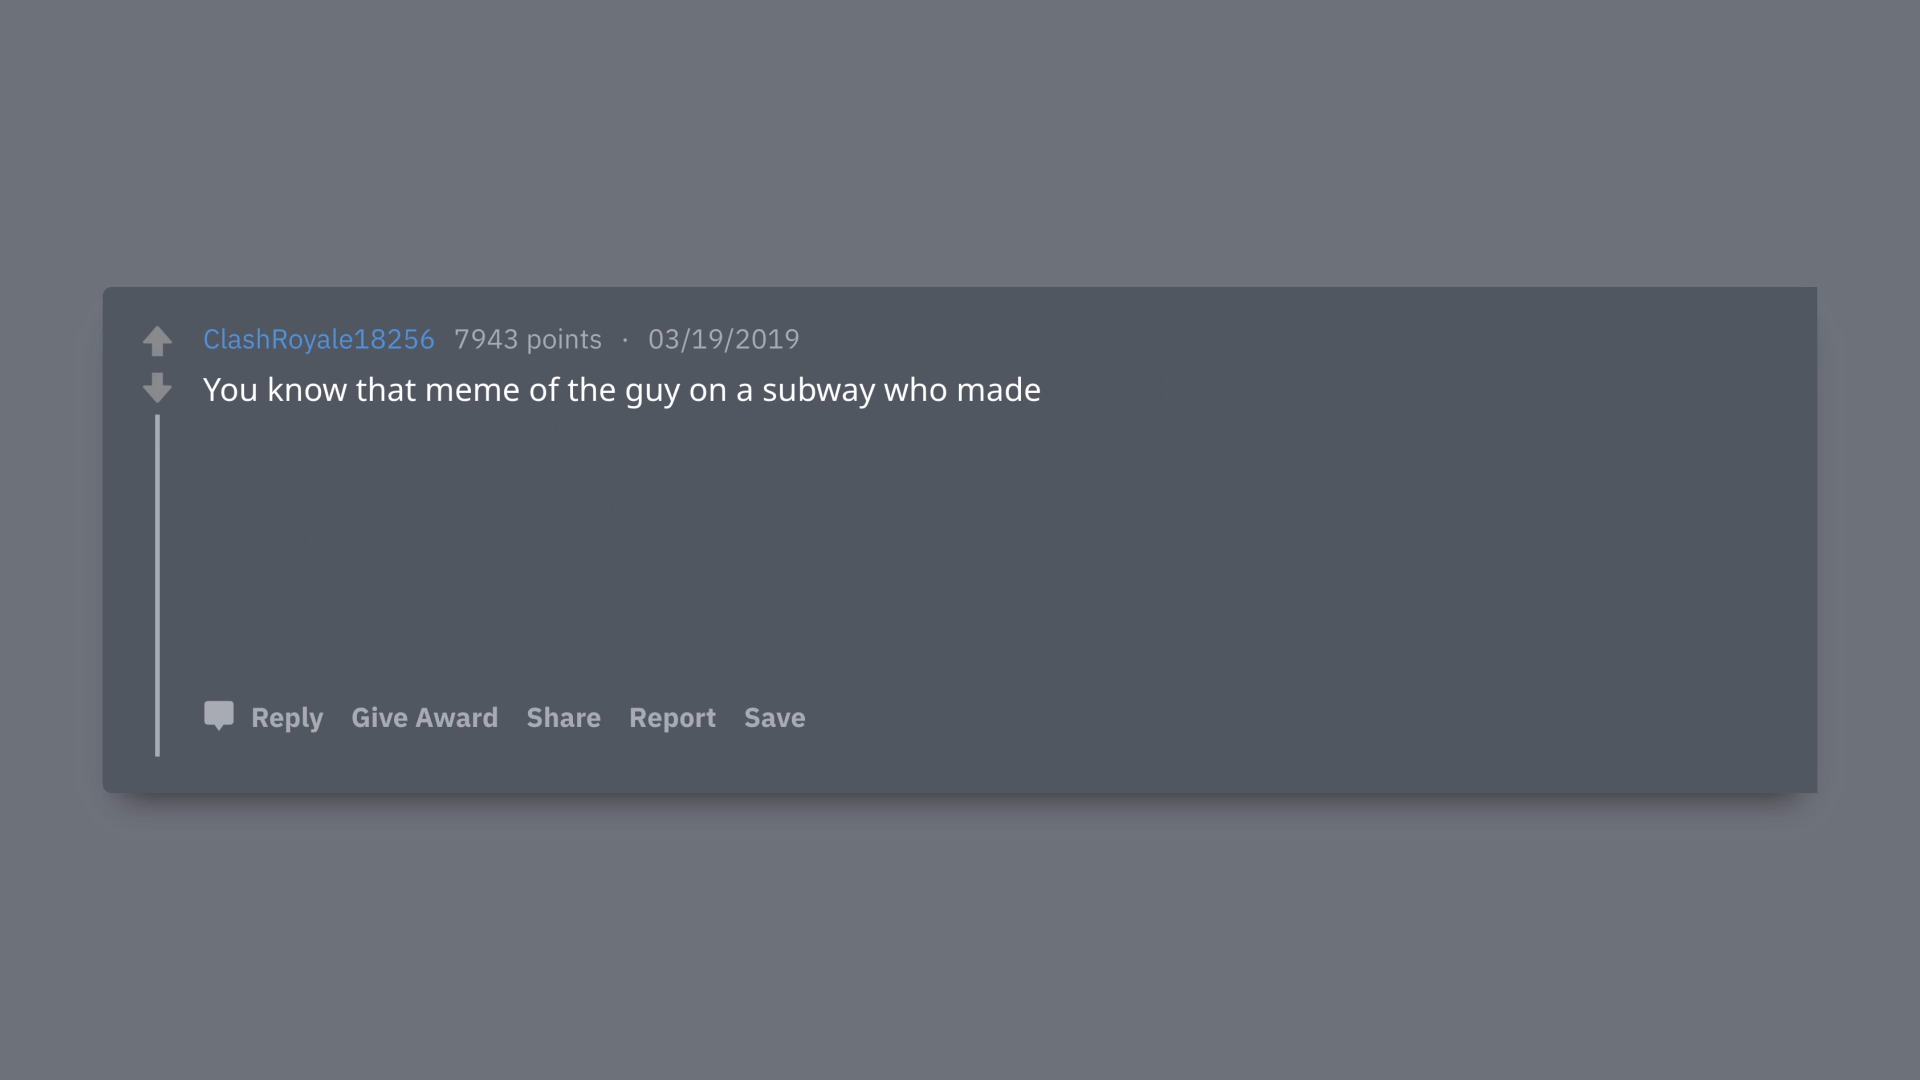 ClashRoyale18256 7943 points · 03/19/2019
You know that meme of the guy on a subway who made
Reply Give Award Share Report Save